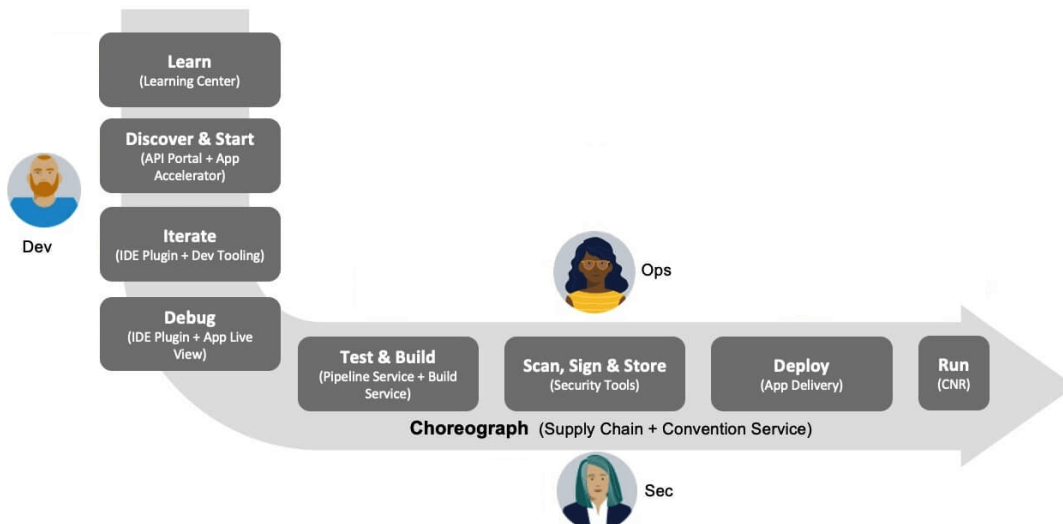 Learn
(Learning Center)
Discover & Start
(API Portal + App
Accelerator)
Dev
Iterate
(IDE Plugin + Dev Tooling)
Debug
(IDE Plugin + App Live
View)
Ops
Test & Build
(Pipeline Service + Build
Service)
Scan, Sign & Store
(Security Tools)
Deploy
(App Delivery)
Run
(CNR)
Choreograph (Supply Chain + Convention Service)
Sec